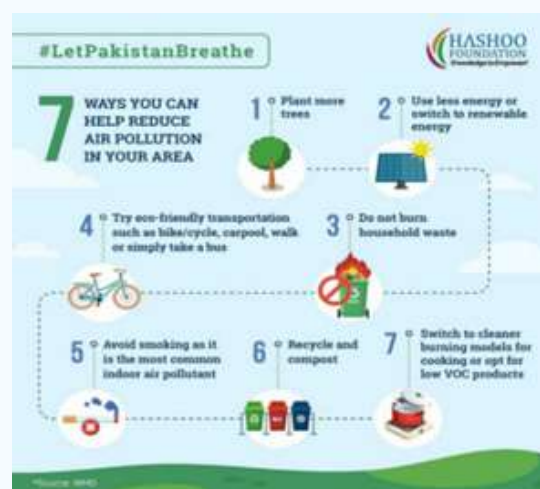 #LetPakistanBreathe
HASHOO
FOUNDATION
7
WAYS YOU CAN
HELP REDUCE
AIR POLLUTION
IN YOUR AREA
1 Plant more
trees
2 Use less energy or
switch to renewable
energy
3 Do not burn
household waste
4 Try eco-friendly transportation
such as bike/cycle, carpool, walk
or simply take a bus
5 Avoid smoking as it
is the most common
indoor air pollutant
6 Recycle and
compost
7 Switch to cleaner
burning models for
cooking or opt for
low VOC products